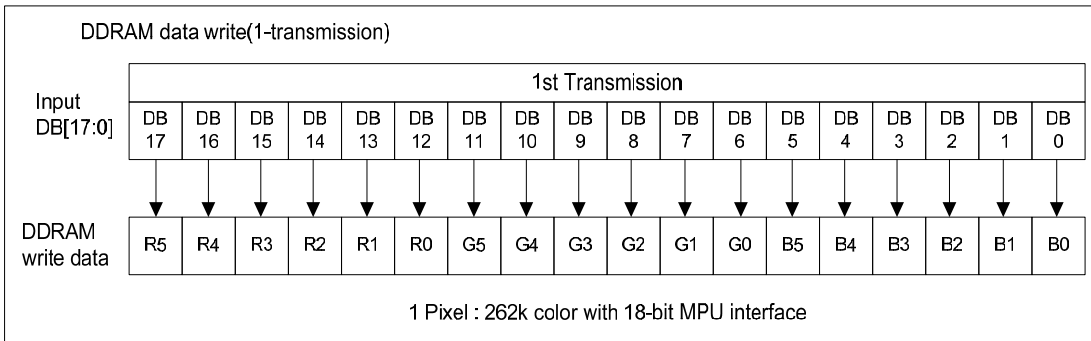 DDRAM data write(1-transmission)
1st Transmission
Input
DB[17:0]
DB 17 DB 16 DB 15 DB 14 DB 13 DB 12 DB 11 DB 10 DB 9 DB 8 DB 7 DB 6 DB 5 DB 4 DB 3 DB 2 DB 1 DB 0
DDRAM
write data
R5 R4 R3 R2 R1 R0 G5 G4 G3 G2 G1 G0 B5 B4 B3 B2 B1 B0
1 Pixel : 262k color with 18-bit MPU interface